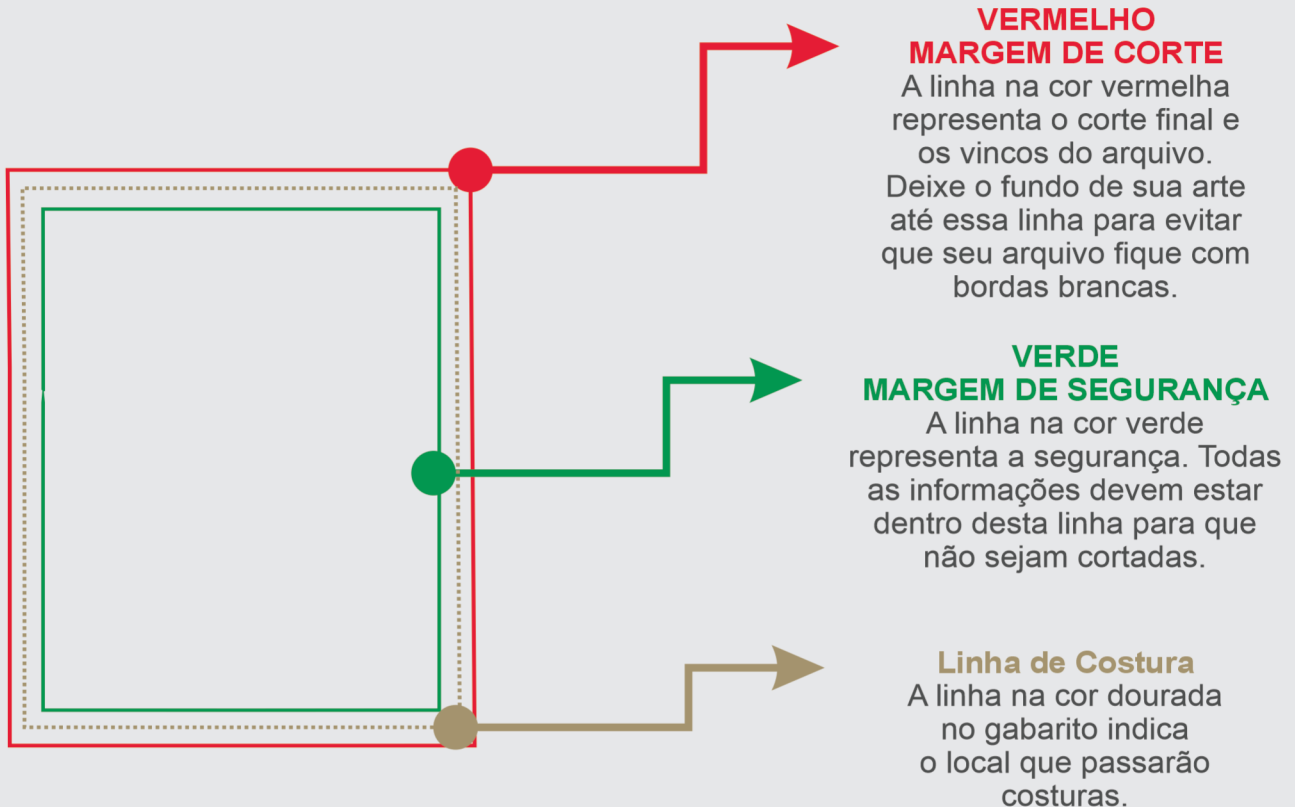 VERMELHO
MARGEM DE CORTE
A linha na cor vermelha
representa o corte final e
os vincos do arquivo.
Deixe o fundo de sua arte
até essa linha para evitar
que seu arquivo fique com
bordas brancas.
VERDE
MARGEM DE SEGURANÇA
A linha na cor verde
representa a segurança. Todas
as informações devem estar
dentro desta linha para que
não sejam cortadas.
Linha de Costura
A linha na cor dourada
no gabarito indica
o local que passarão
costuras.